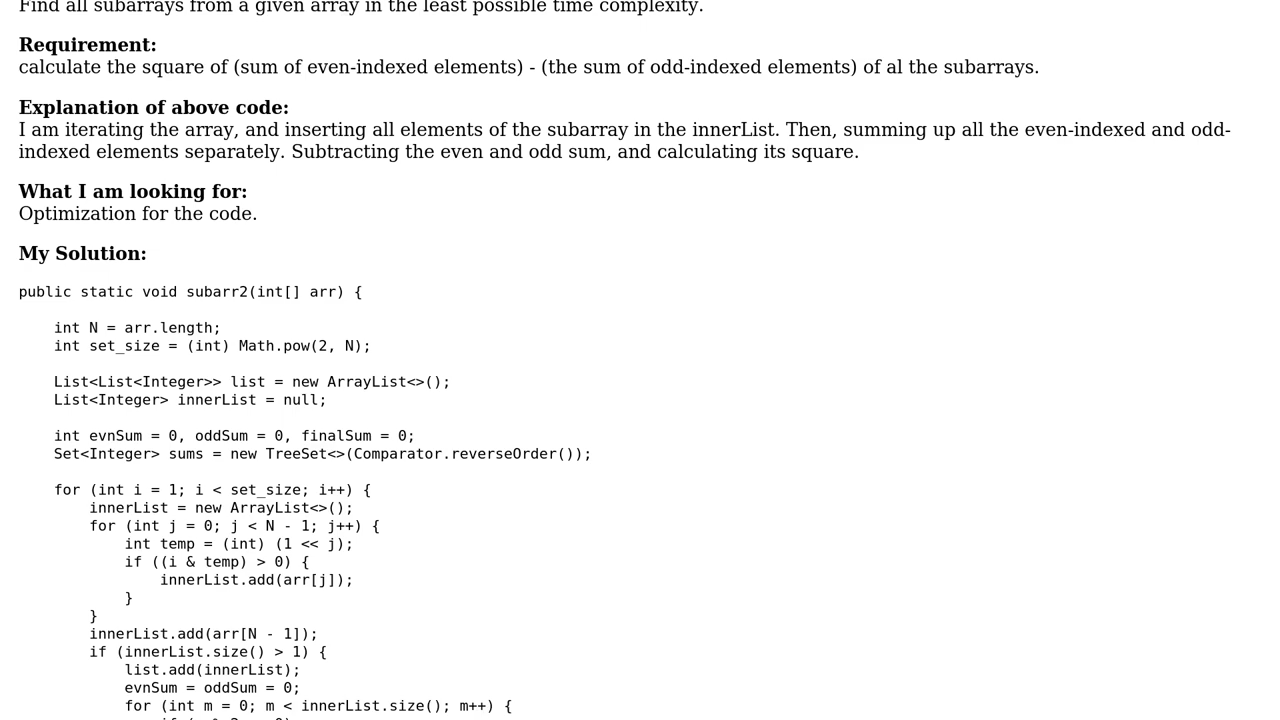 Find all subarrays from a given array in the least possible time complexity.
Requirement:
calculate the square of (sum of even-indexed elements) - (the sum of odd-indexed elements) of al the subarrays.
Explanation of above code:
I am iterating the array, and inserting all elements of the subarray in the innerList. Then, summing up all the even-indexed and odd-
indexed elements separately. Subtracting the even and odd sum, and calculating its square.
What I am looking for:
Optimization for the code.
My Solution:
public static void subarr2(int[] arr) {
    int N = arr.length;
    int set_size = (int) Math.pow(2, N);
    List<List<Integer>> list = new ArrayList<>();
    List<Integer> innerList = null;
    int evnSum = 0, oddSum = 0, finalSum = 0;
    Set<Integer> sums = new TreeSet<>(Comparator.reverseOrder());
    for (int i = 1; i < set_size; i++) {
        innerList = new ArrayList<>();
        for (int j = 0; j < N - 1; j++) {
            int temp = (int) (1 << j);
            if ((i & temp) > 0) {
                innerList.add(arr[j]);
            }
        }
        innerList.add(arr[N - 1]);
        if (innerList.size() > 1) {
            list.add(innerList);
            evnSum = oddSum = 0;
            for (int m = 0; m < innerList.size(); m++) {